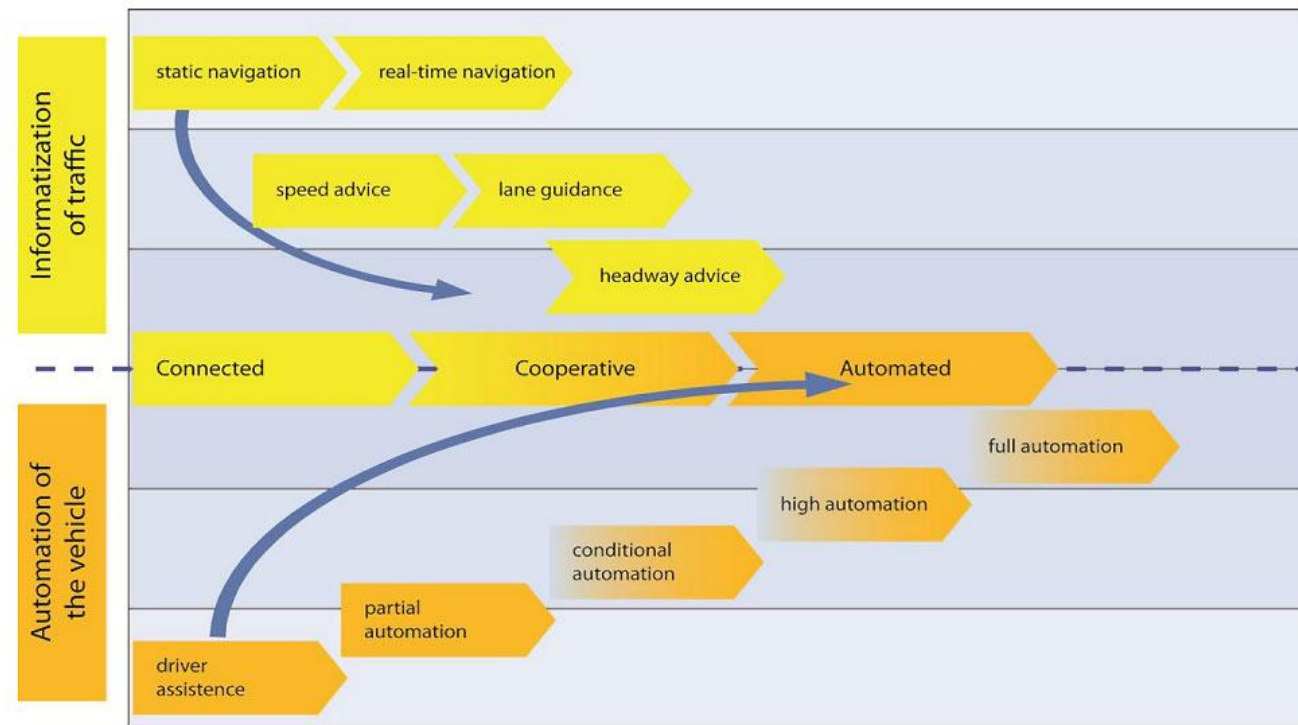 Informatization
of traffic
static navigation
real-time navigation
speed advice
lane guidance
headway advice
Connected
Cooperative
Automated
Automation of
the vehicle
full automation
high automation
conditional
automation
partial
automation
driver
assistence